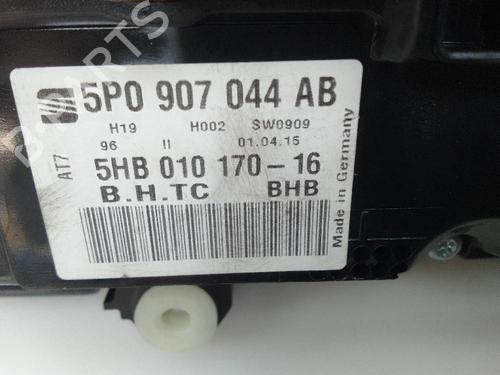 5P0 907 044 AB
H19 H002 SW0909
96 II 01.04.15
AT7
5HB 010 170-16
B.H.TC BHB
Made in Germany